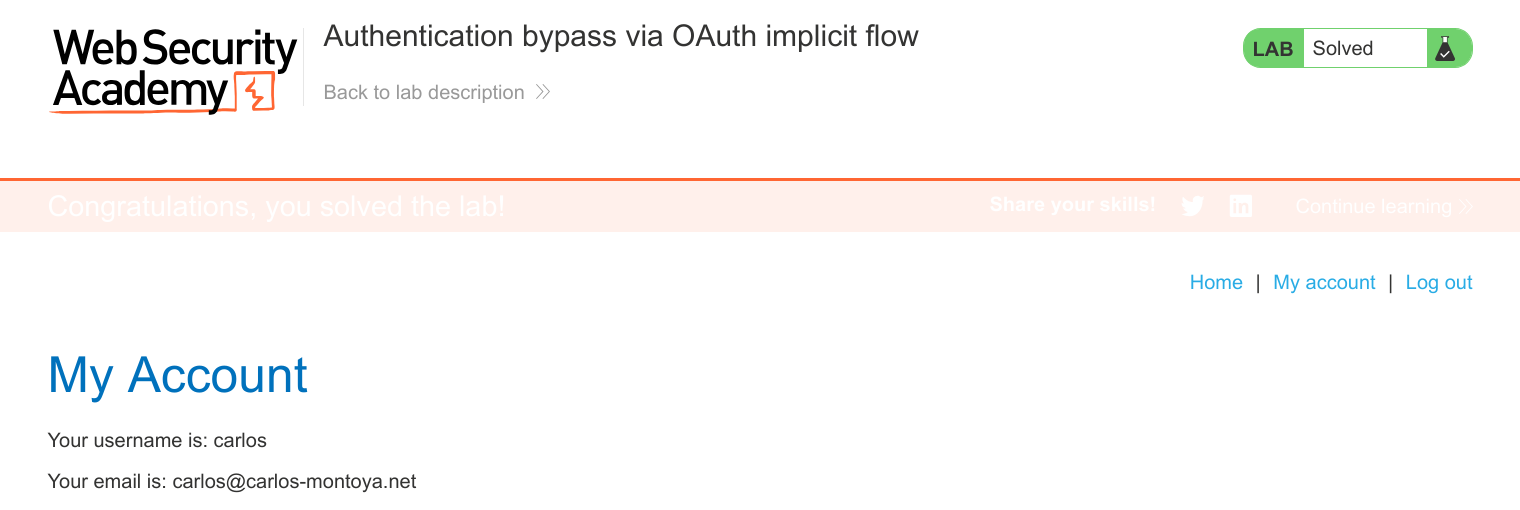 Web Security Academy
Authentication bypass via OAuth implicit flow
Back to lab description
LAB Solved
Congratulations, you solved the lab!
Share your skills! Continue learning
Home | My account | Log out
My Account
Your username is: carlos
Your email is: carlos@carlos-montoya.net